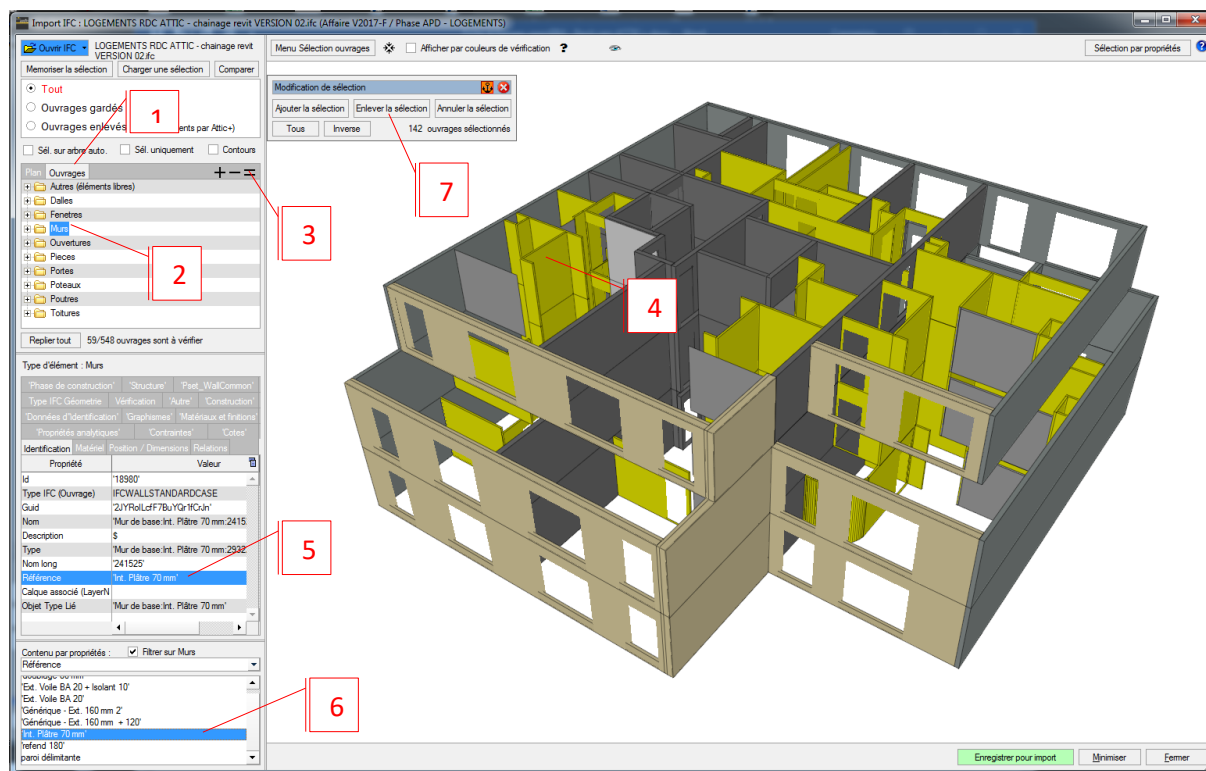 Import IFC : LOGEMENTS RDC ATTIC - chainage revit VERSION 02.ifc (Affaire V2017-F / Phase APD - LOGEMENTS)
Ouvrir IFC
LOGEMENTS RDC ATTIC - chainage revit
VERSION 02.ifc
Menu Sélection ouvrages
Afficher par couleurs de vérification
?
Sélection par propriétés
?
Memoriser la sélection
Charger une sélection
Comparer
Tout
Ouvrages gardés
Ouvrages enlevés
ents par Attic+)
1
Sél. sur arbre auto.
Sél. uniquement
Contours
Plan
Ouvrages
Autres (éléments libres)
Dalles
Fenetres
Murs
Ouvertures
Pieces
Portes
Poteaux
Poutres
Toitures
2
3
Replier tout
59/548 ouvrages sont à vérifier
Modification de sélection
Ajouter la sélection
Enlever la sélection
Annuler la sélection
Tous
Inverse
142 ouvrages sélectionnés
7
4
Type d'élément : Murs
'Phase de construction'
'Structure'
'Pset_WallCommon'
Type IFC Géometrie
Vérification
'Autre'
'Construction'
'Données d'Identification'
'Graphismes'
'Matériaux et finitions'
'Propriétés analytiques'
'Contraintes'
'Cotes'
Identification
Matériel
Position / Dimensions
Relations
Propriété
Valeur
Id
'18980'
Type IFC (Ouvrage)
IFCWALLSTANDARDCASE
Guid
'2JYRolLcfF7BuYQr1fCrJn'
Nom
'Mur de base:Int. Plâtre 70 mm:2415
Description
$
Type
'Mur de base:Int. Plâtre 70 mm:2932
Nom long
'241525'
Référence
'Int. Plâtre 70 mm'
Calque associé (LayerN
Objet Type Lié
'Mur de base:Int. Plâtre 70 mm'
5
Contenu par propriétés :
Filtrer sur Murs
Référence
'Ext. Voile BA 20 + Isolant 10'
'Ext. Voile BA 20'
'Générique - Ext. 160 mm 2'
'Générique - Ext. 160 mm + 120'
'Int. Plâtre 70 mm'
'refend 180'
paroi délimitante
6
Enregistrer pour import
Minimiser
Fermer